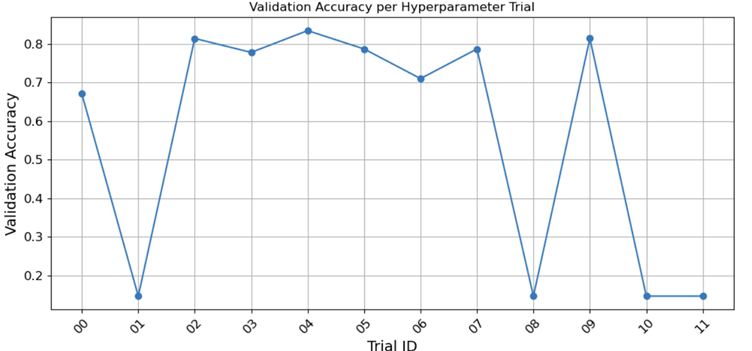 Validation Accuracy per Hyperparameter Trial
Validation Accuracy
0.8
0.7
0.6
0.5
0.4
0.3
0.2
00 01 02 03 04 05 06 07 08 09 10 11
Trial ID